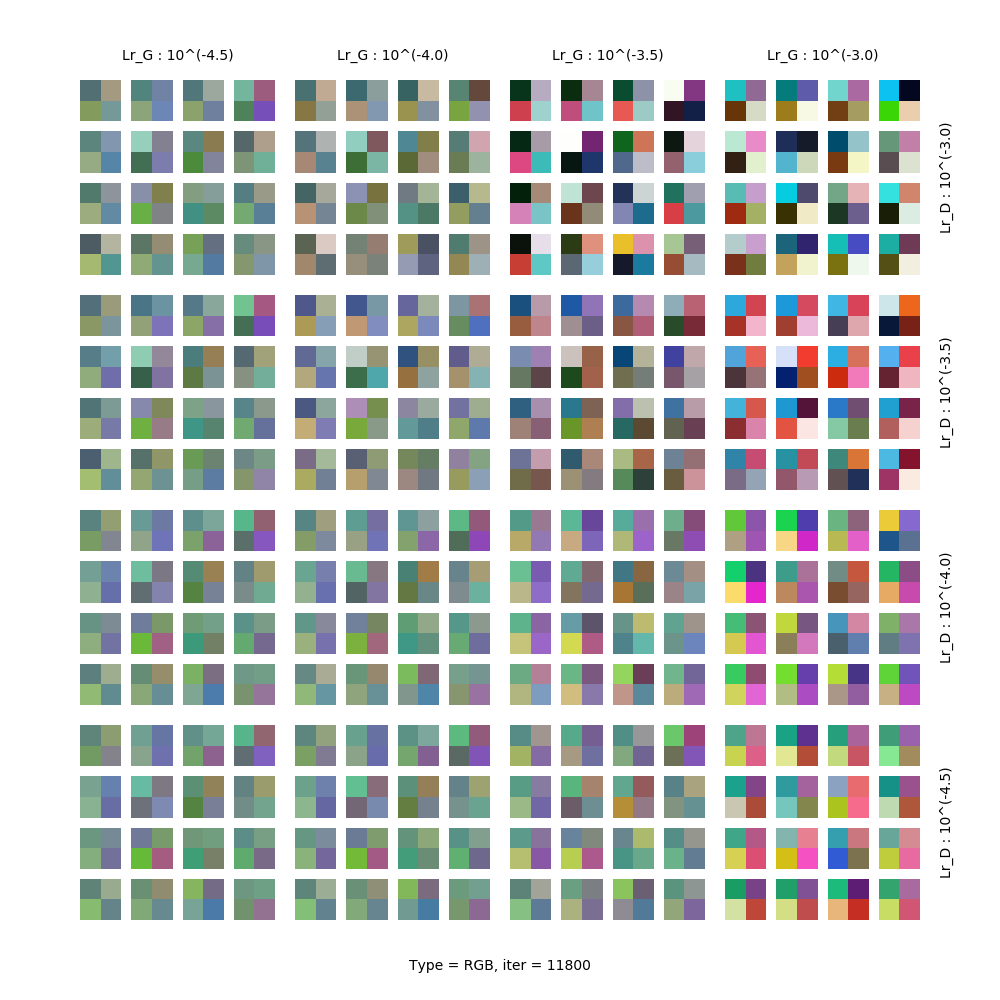 Lr_G : 10^(-4.5)
Lr_G : 10^(-4.0)
Lr_G : 10^(-3.5)
Lr_G : 10^(-3.0)
Lr_D : 10^(-3.0)
Lr_D : 10^(-3.5)
Lr_D : 10^(-4.0)
Lr_D : 10^(-4.5)
Type = RGB, iter = 11800